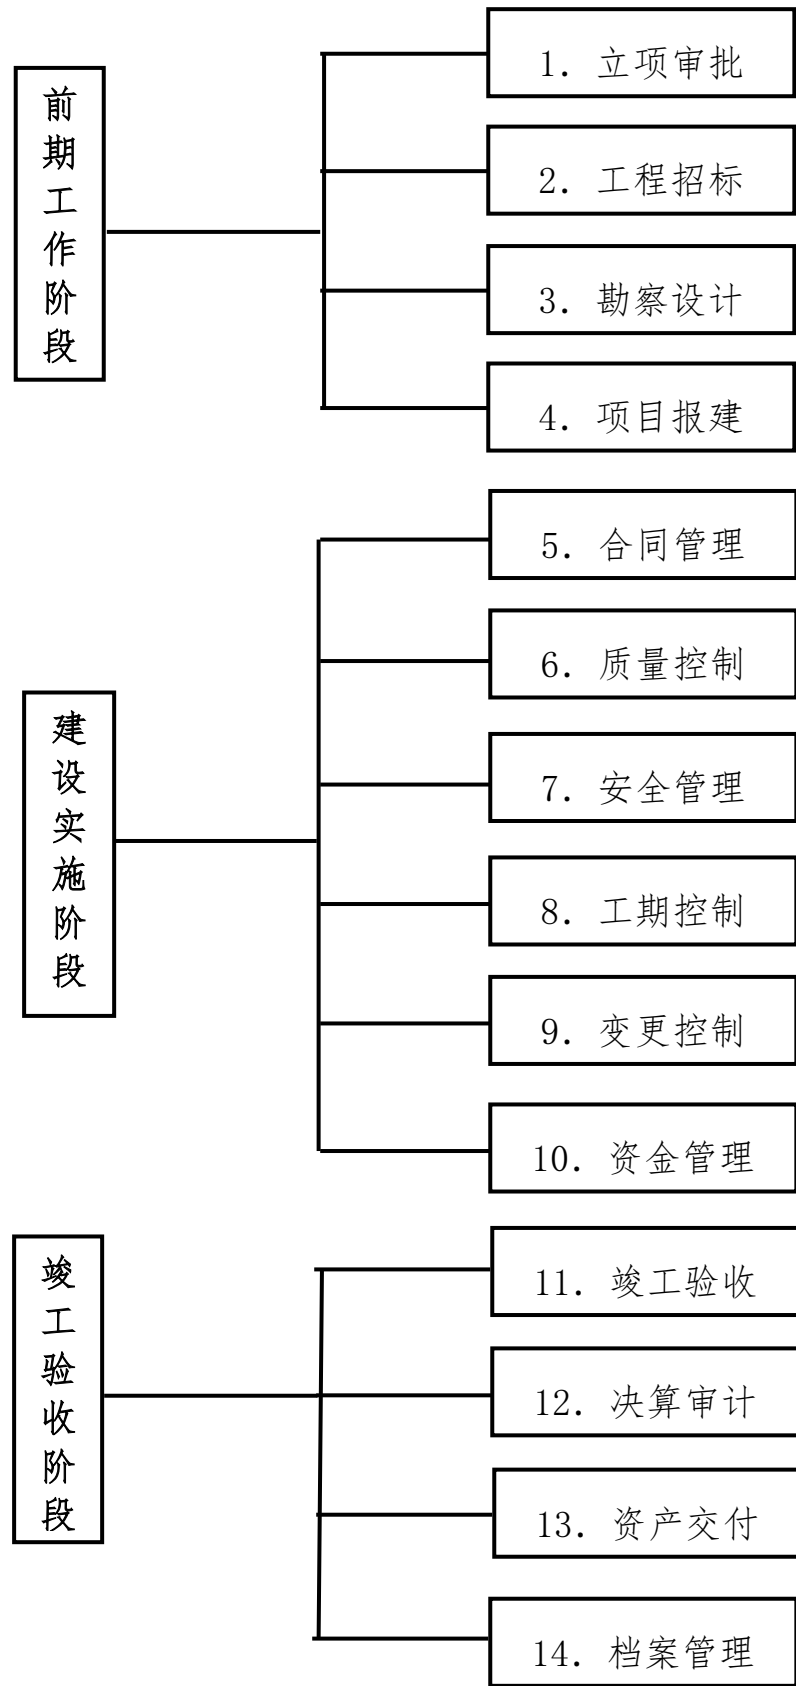 前期工作阶段
1. 立项审批
2. 工程招标
3. 勘察设计
4. 项目报建
建设实施阶段
5. 合同管理
6. 质量控制
7. 安全管理
8. 工期控制
9. 变更控制
10. 资金管理
竣工验收阶段
11. 竣工验收
12. 决算审计
13. 资产交付
14. 档案管理